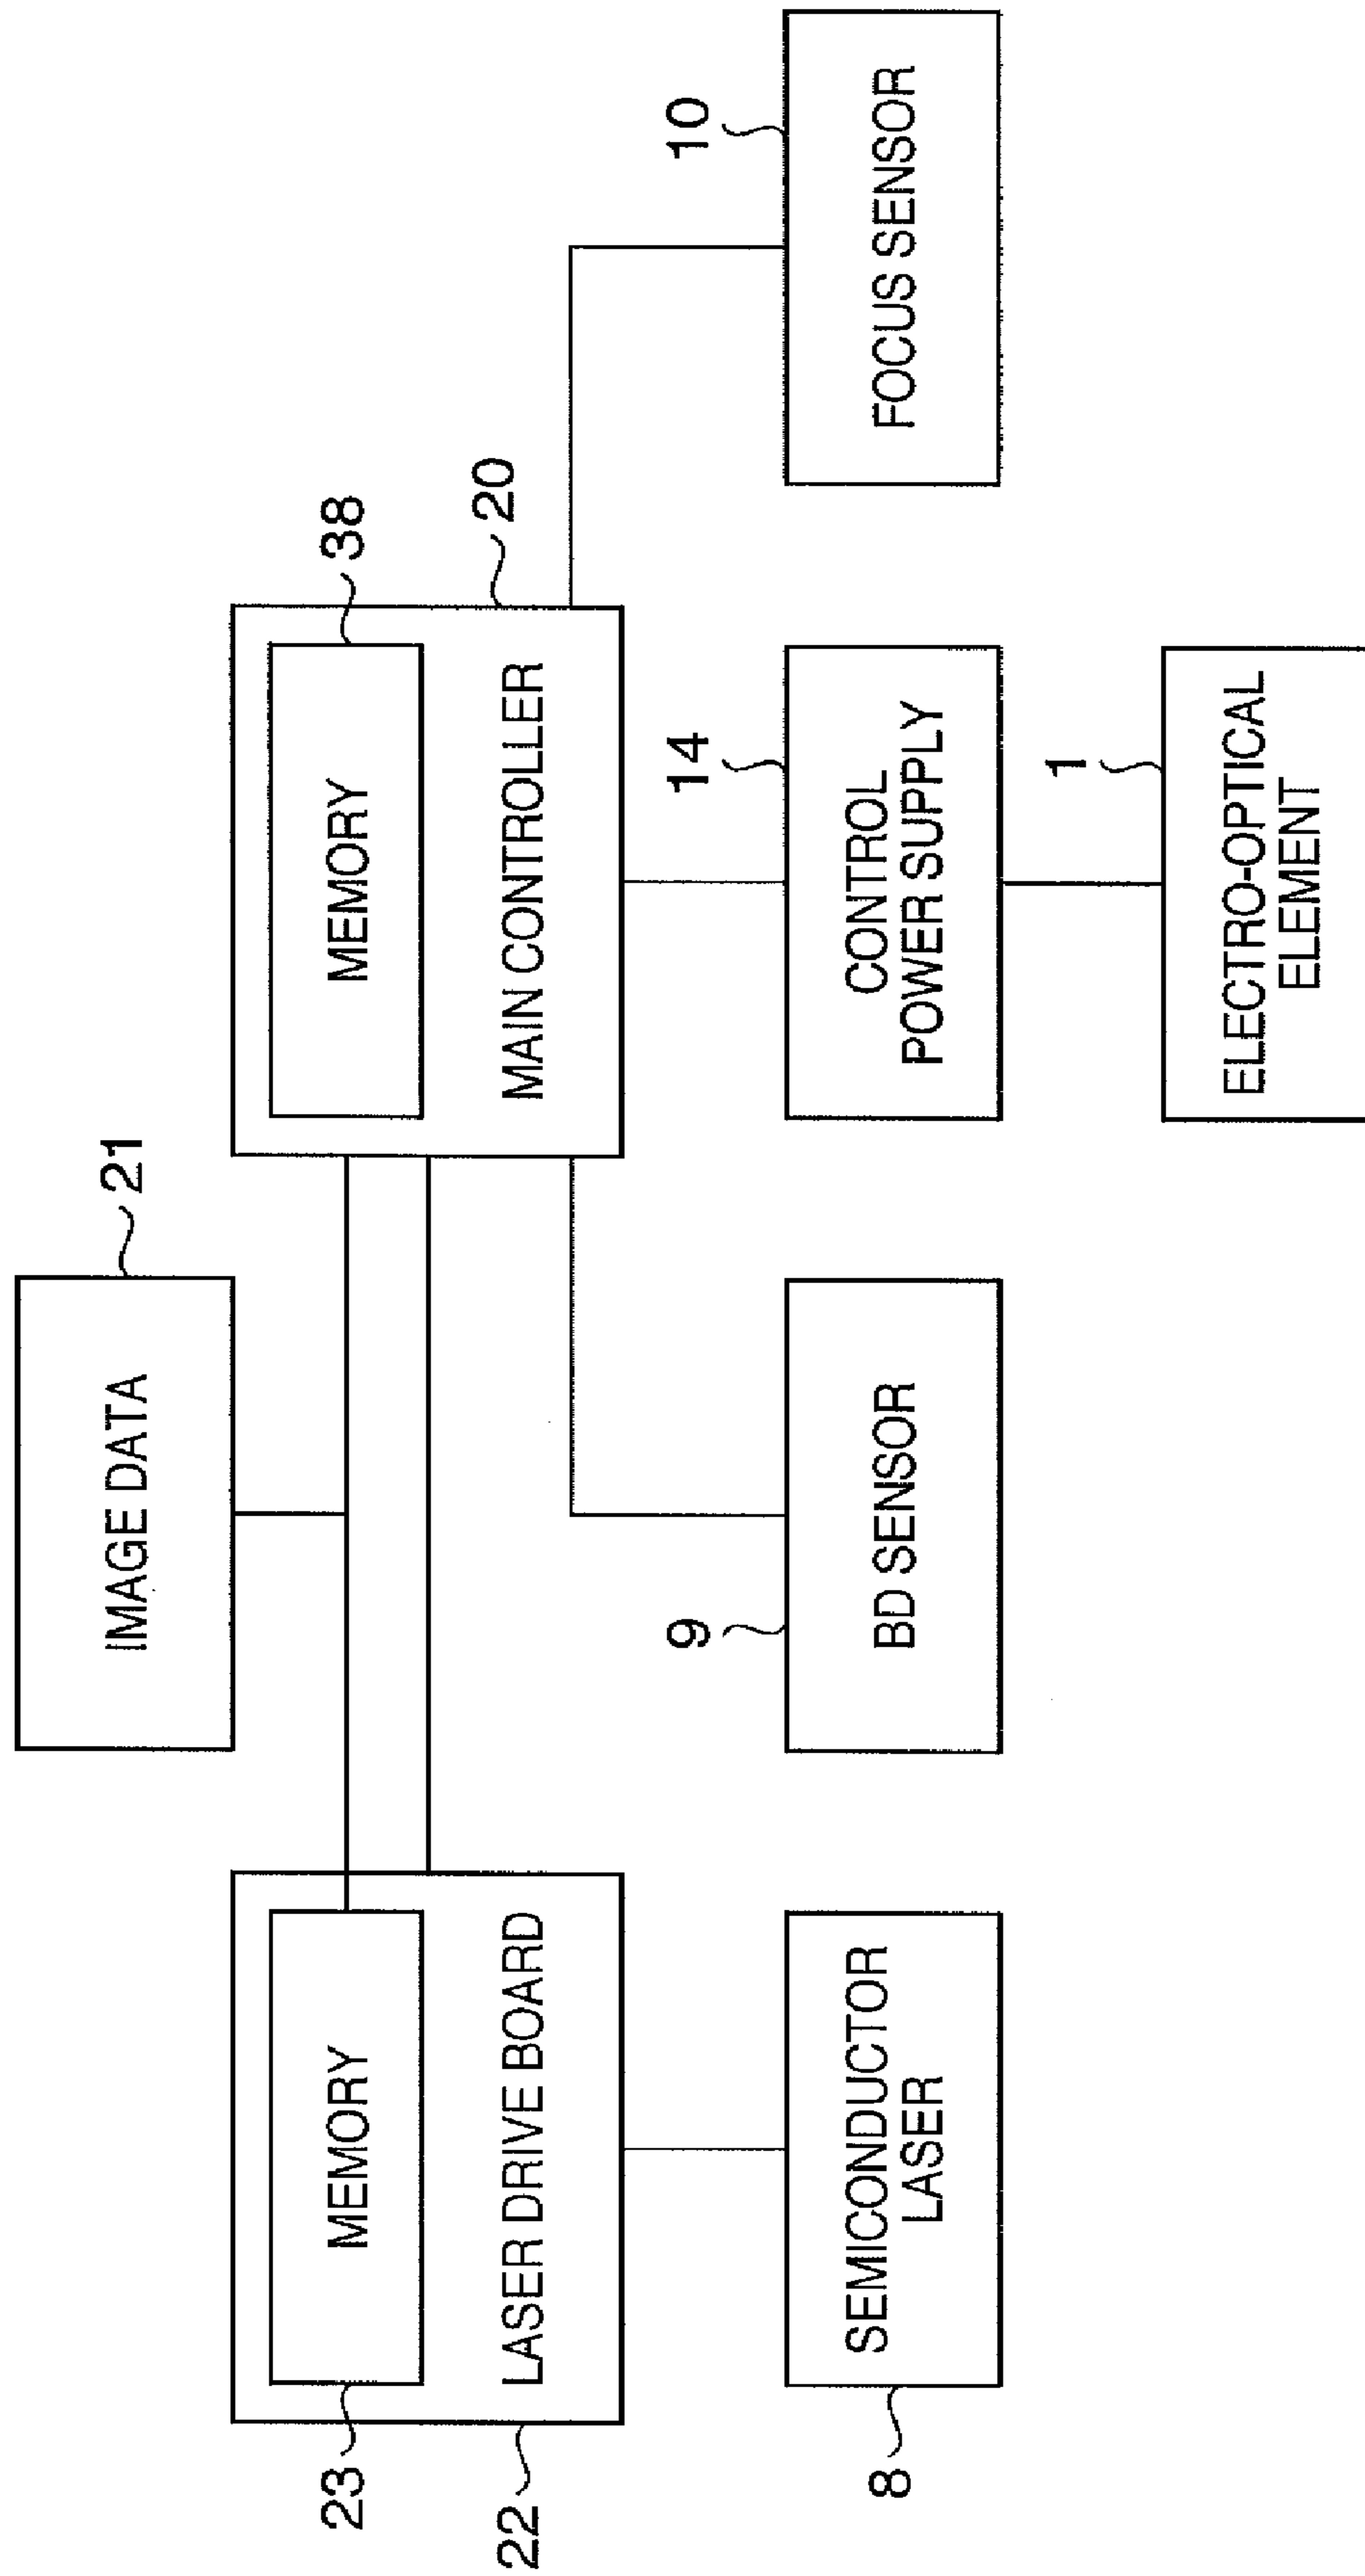 IMAGE DATA
21
23
MEMORY
22
LASER DRIVE BOARD
MEMORY
38
MAIN CONTROLLER
20
8
SEMICONDUCTOR
LASER
9
BD SENSOR
14
CONTROL
POWER SUPPLY
10
FOCUS SENSOR
1
ELECTRO-OPTICAL
ELEMENT